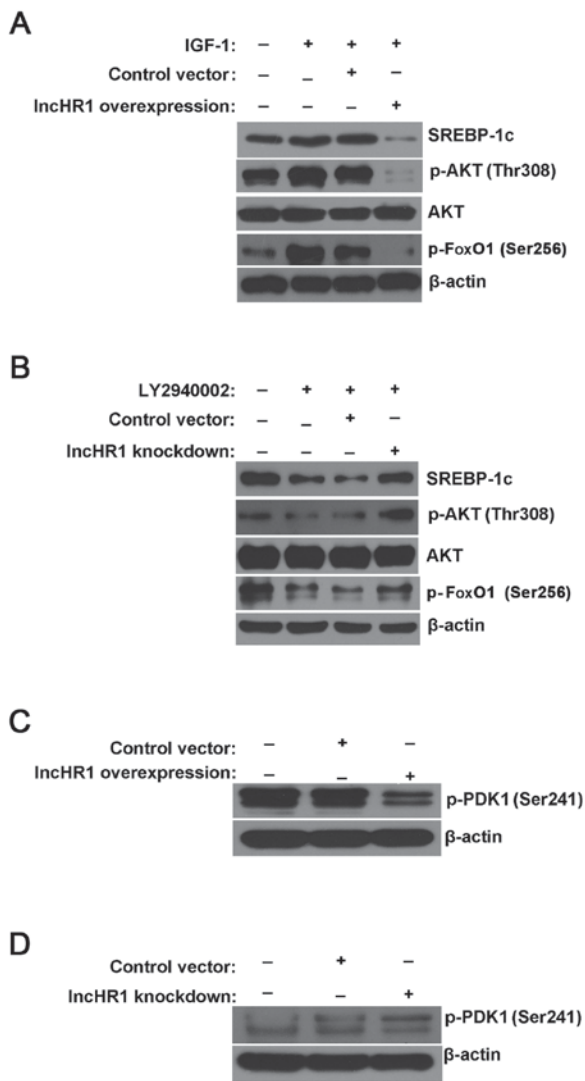 A
IGF-1: – + + +
Control vector: – – + –
lncHR1 overexpression: – – – +
SREBP-1c
p-AKT (Thr308)
AKT
p-FoxO1 (Ser256)
β-actin
B
LY2940002: – + + +
Control vector: – – + –
lncHR1 knockdown: – – – +
SREBP-1c
p-AKT (Thr308)
AKT
p-FoxO1 (Ser256)
β-actin
C
Control vector: – + –
lncHR1 overexpression: – – +
p-PDK1 (Ser241)
β-actin
D
Control vector: – + –
lncHR1 knockdown: – – +
p-PDK1 (Ser241)
β-actin